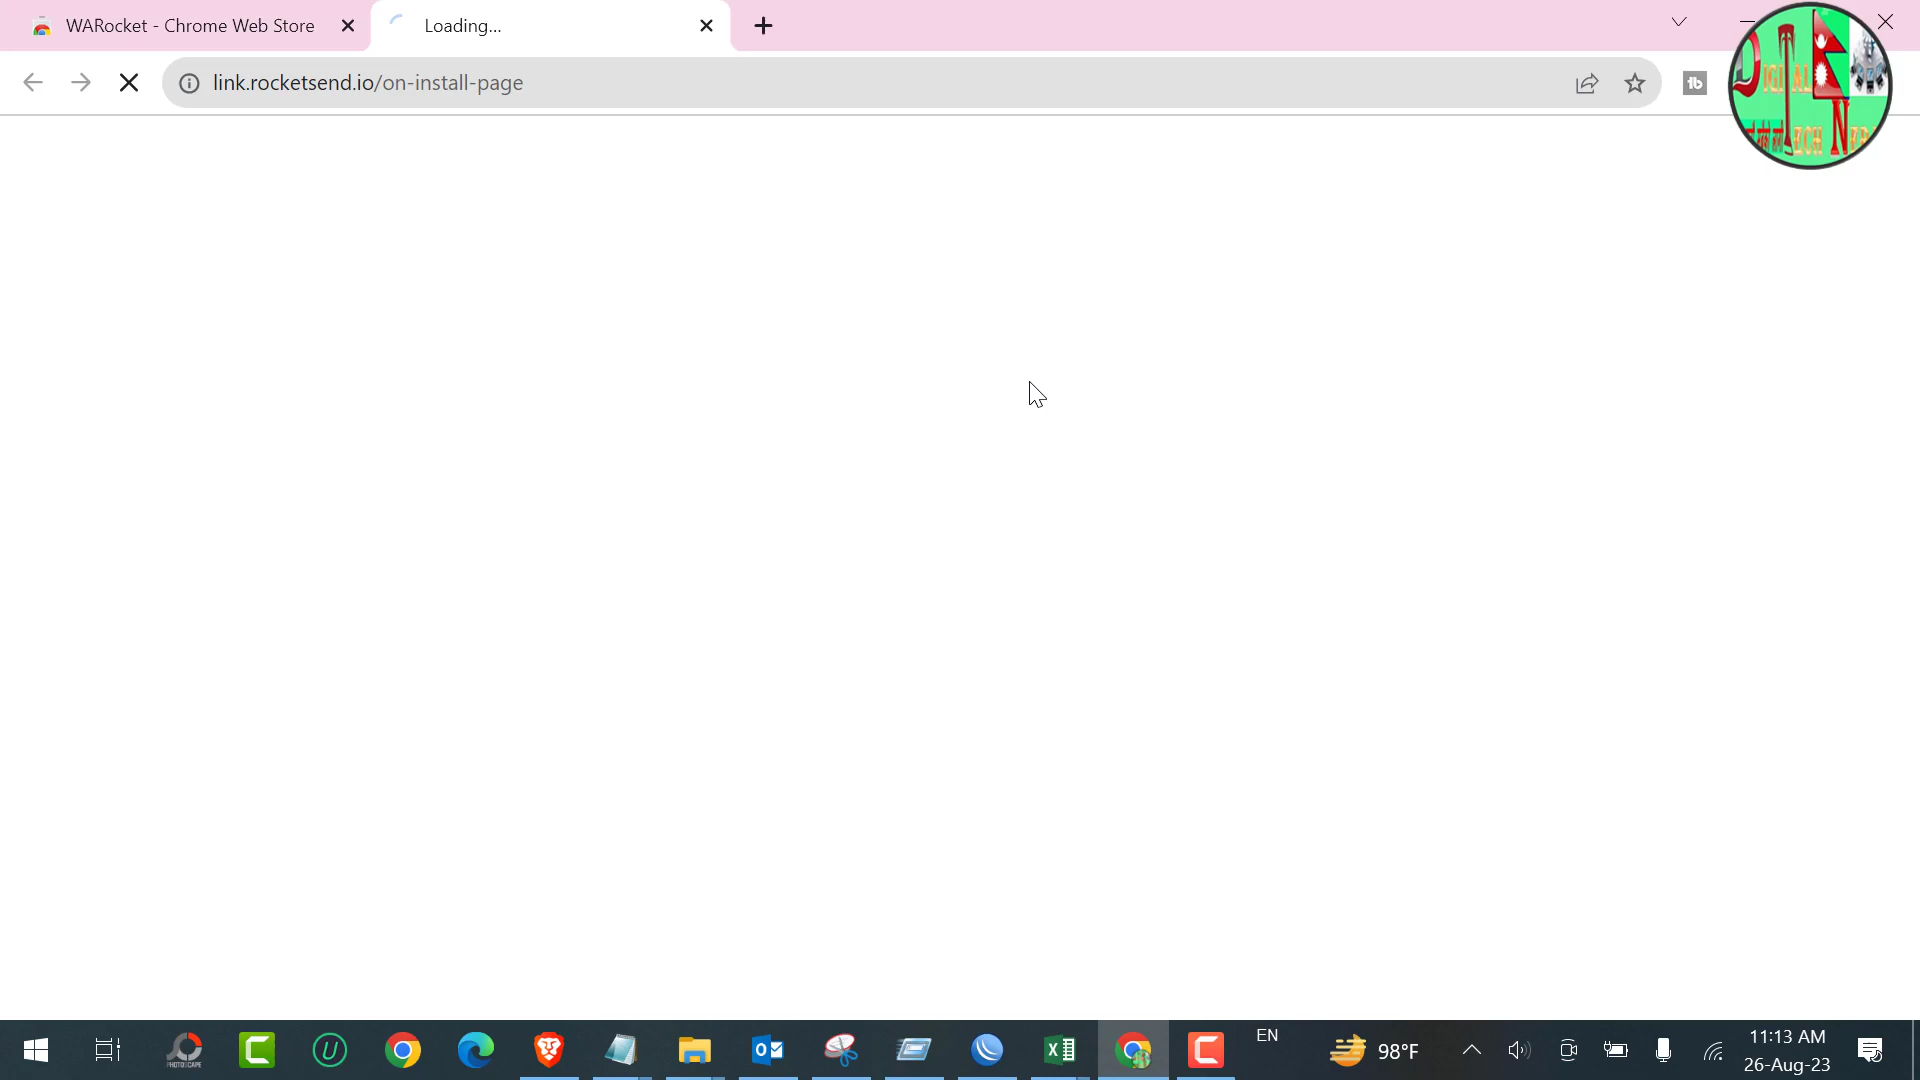 WARocket - Chrome Web Store
Loading...
link.rocketsend.io/on-install-page
PHOTOSCAPE
EN
98°F
11:13 AM
26-Aug-23